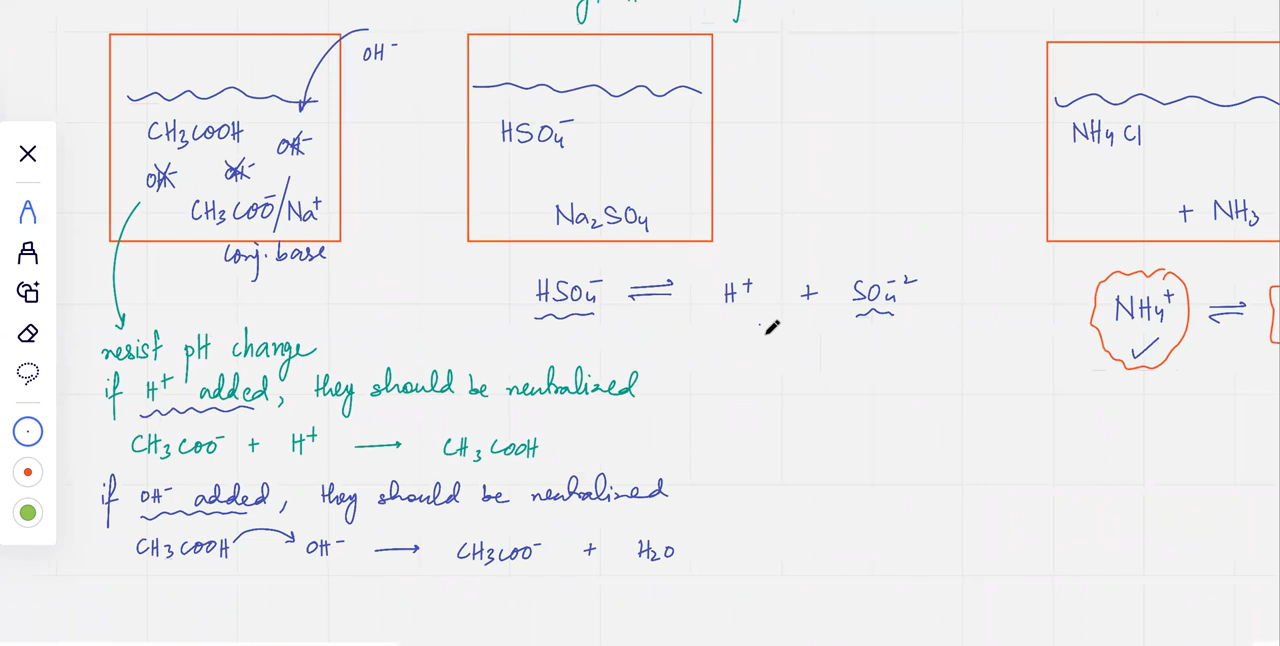 OH⁻
CH₃COOH
OH⁻
OH⁻ OH⁻
CH₃COO⁻/Na⁺
conj. base
HSO₄⁻
Na₂SO₄
NH₄Cl
+ NH₃
HSO₄⁻ ⇌ H⁺ + SO₄⁻²
NH₄⁺ ⇌
resist pH change
if H⁺ added, they should be neutralized
CH₃COO⁻ + H⁺ → CH₃COOH
if OH⁻ added, they should be neutralized
CH₃COOH OH⁻ → CH₃COO⁻ + H₂O